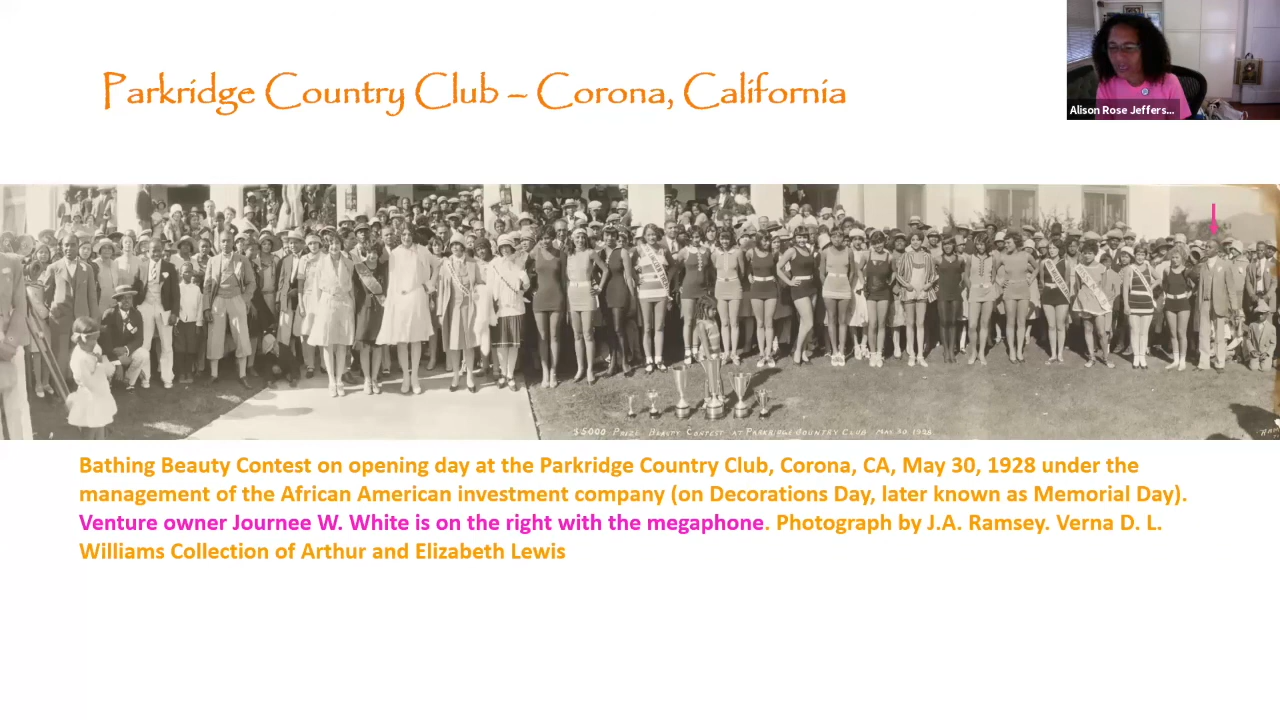 Parkridge Country Club – Corona, California
Alison Rose Jeffers...
$5000 Prize Beauty Contest at Parkridge Country Club May 30, 1928
Bathing Beauty Contest on opening day at the Parkridge Country Club, Corona, CA, May 30, 1928 under the
management of the African American investment company (on Decorations Day, later known as Memorial Day).
Venture owner Journee W. White is on the right with the megaphone. Photograph by J.A. Ramsey. Verna D. L.
Williams Collection of Arthur and Elizabeth Lewis